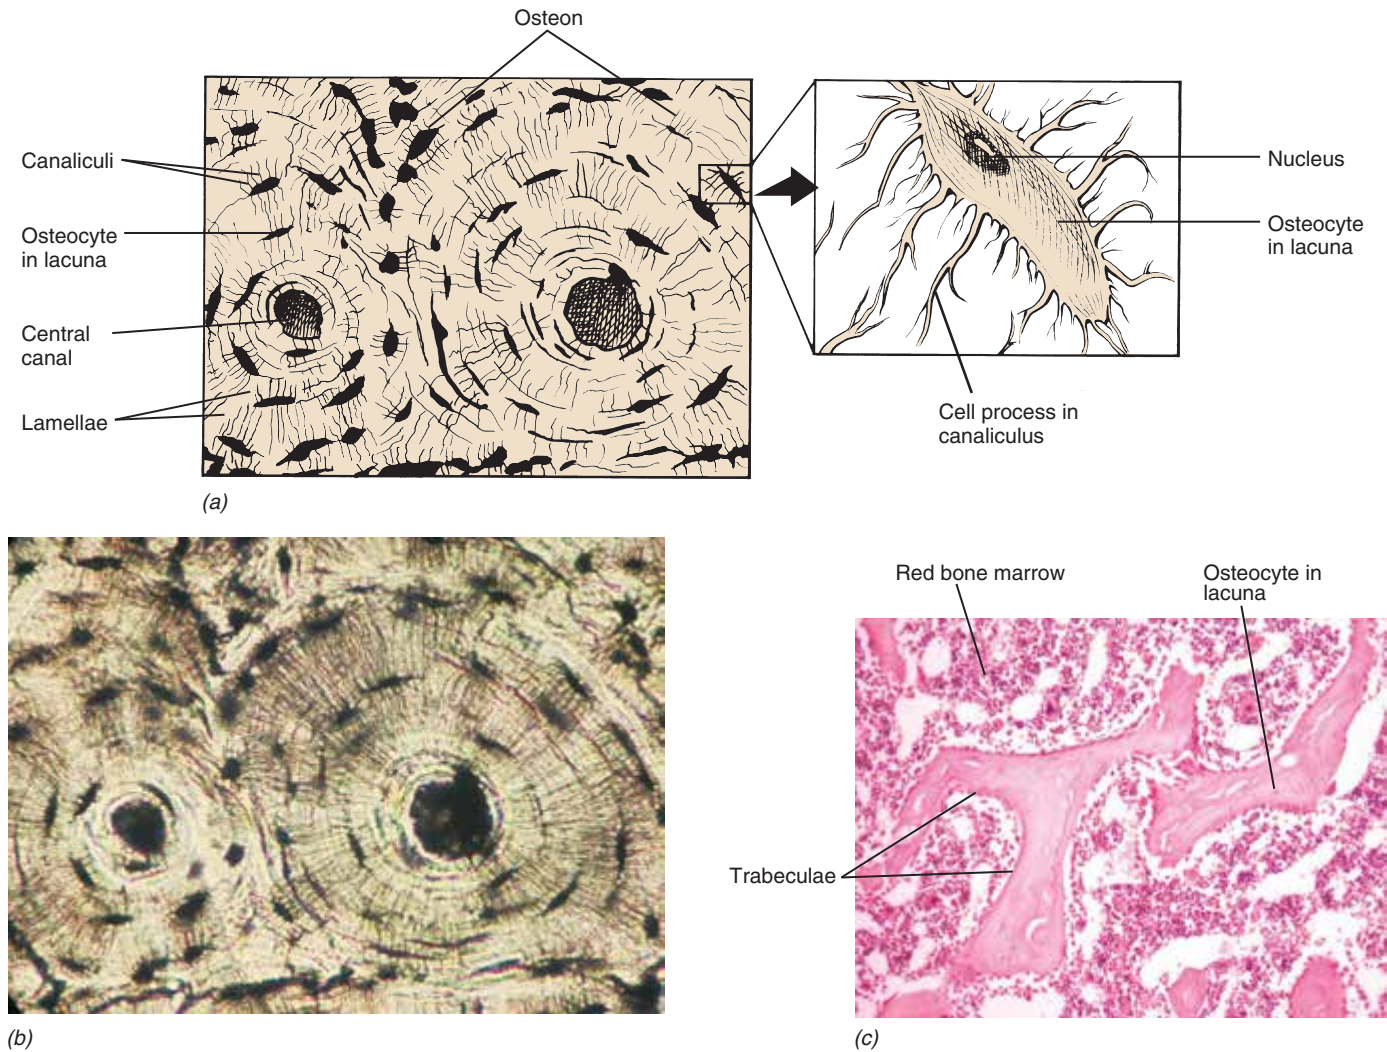 Osteon
Canaliculi
Osteocyte
in lacuna
Central
canal
Lamellae
Nucleus
Osteocyte
in lacuna
Cell process in
canaliculus
(a)
(b)
Red bone marrow
Osteocyte in
lacuna
Trabeculae
(c)